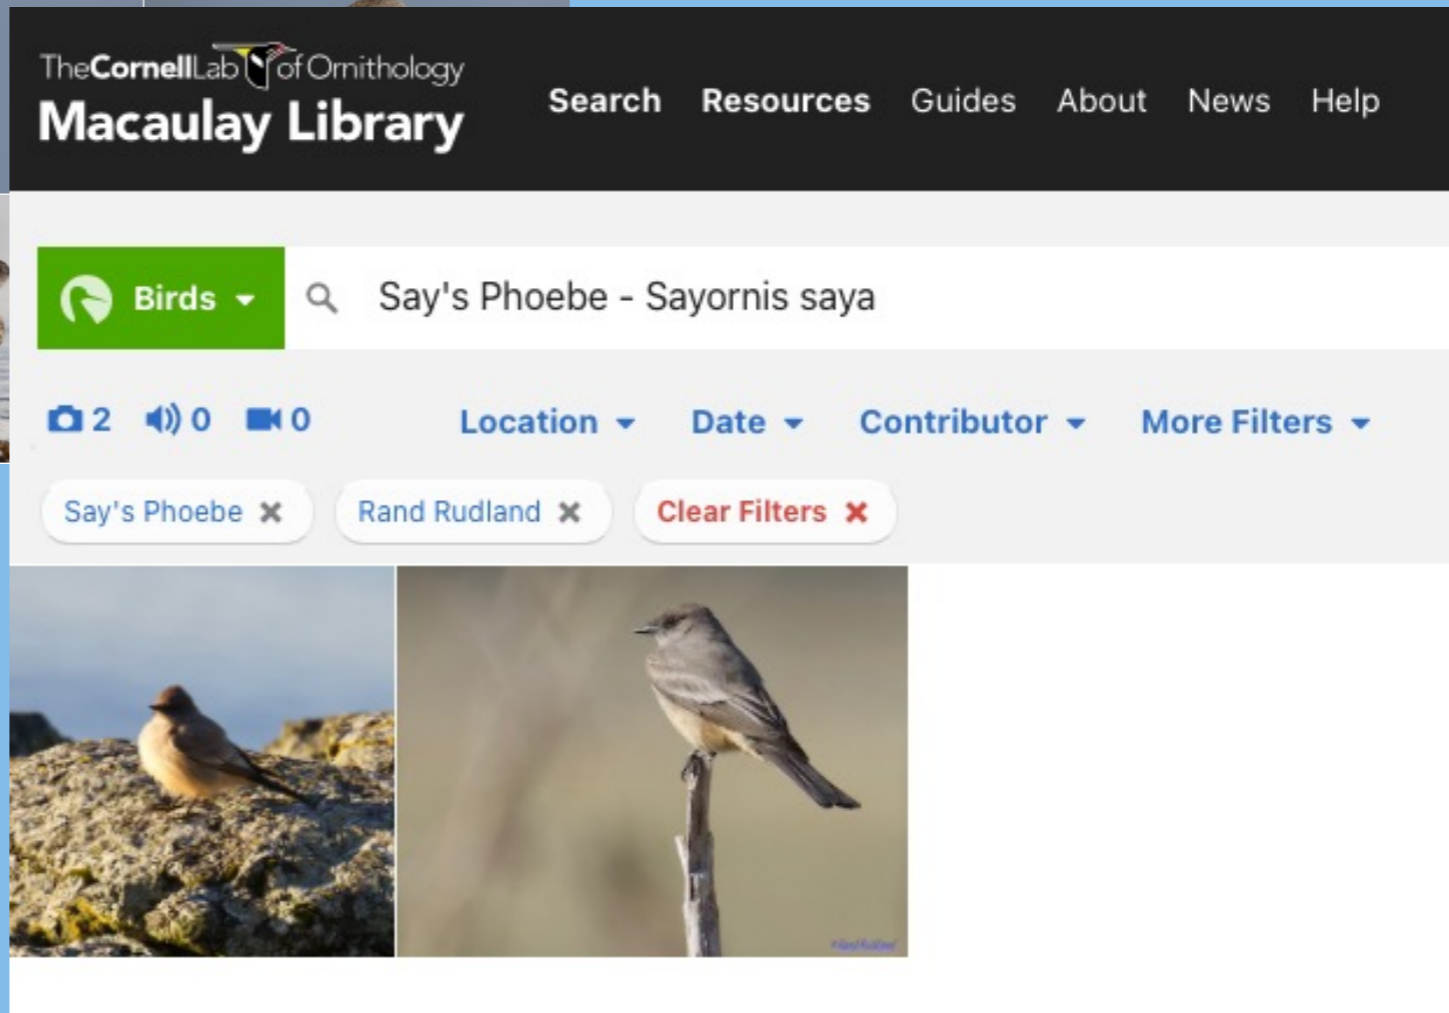 TheCornellLab of Ornithology
Macaulay Library
Search Resources Guides About News Help
Birds
Say's Phoebe - Sayornis saya
2 0 0
Location Date Contributor More Filters
Say's Phoebe Rand Rudland Clear Filters